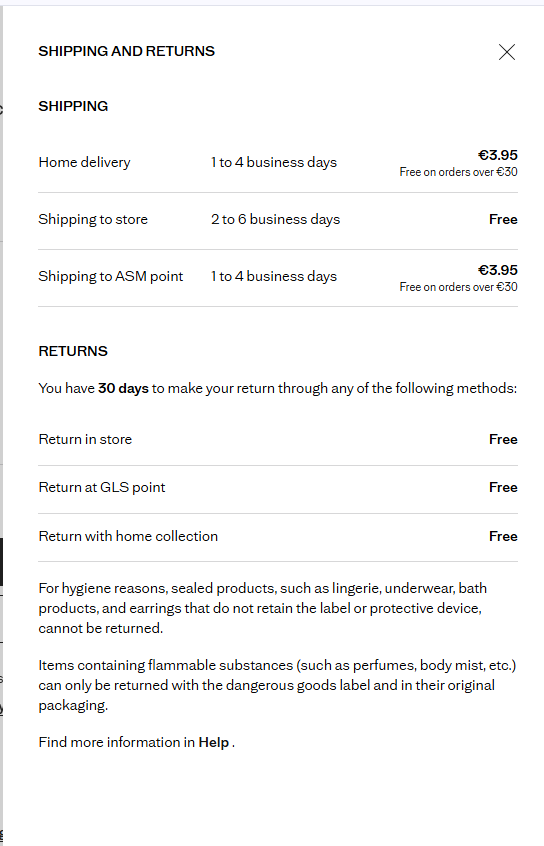 SHIPPING AND RETURNS
SHIPPING
Home delivery 1 to 4 business days €3.95
Free on orders over €30
Shipping to store 2 to 6 business days Free
Shipping to ASM point 1 to 4 business days €3.95
Free on orders over €30
RETURNS
You have 30 days to make your return through any of the following methods:
Return in store Free
Return at GLS point Free
Return with home collection Free
For hygiene reasons, sealed products, such as lingerie, underwear, bath
products, and earrings that do not retain the label or protective device,
cannot be returned.
Items containing flammable substances (such as perfumes, body mist, etc.)
can only be returned with the dangerous goods label and in their original
packaging.
Find more information in Help .